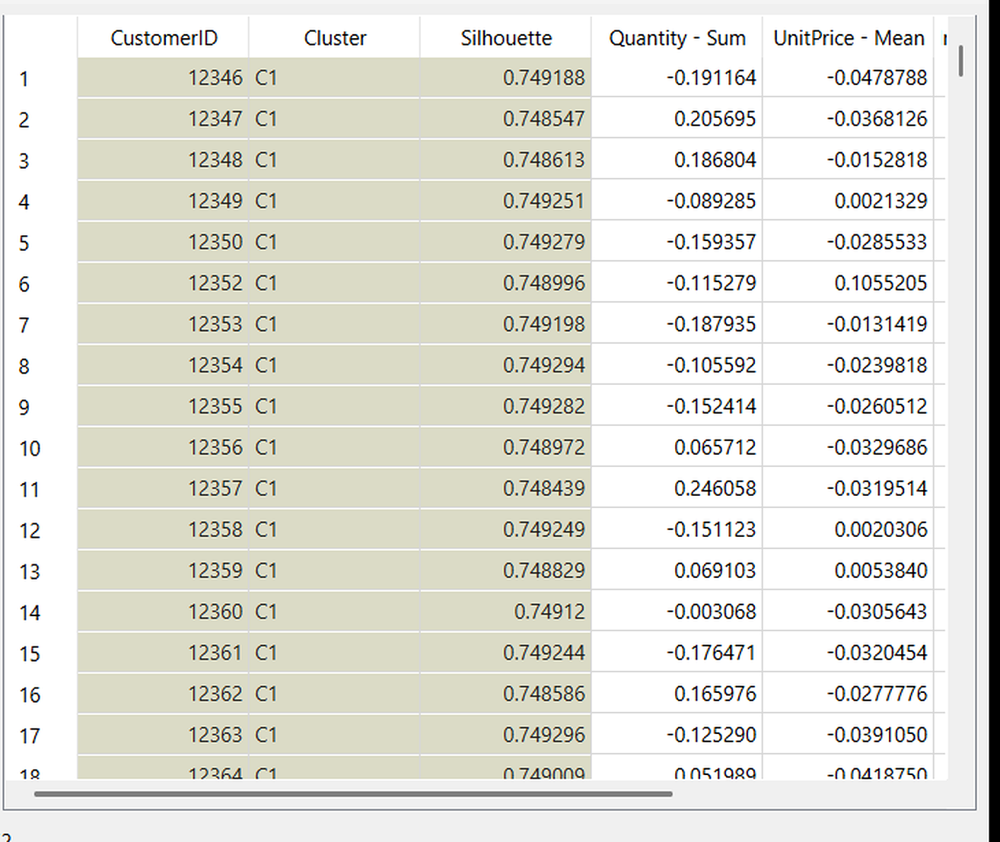 CustomerID Cluster Silhouette Quantity - Sum UnitPrice - Mean
1 12346 C1 0.749188 -0.191164 -0.0478788
2 12347 C1 0.748547 0.205695 -0.0368126
3 12348 C1 0.748613 0.186804 -0.0152818
4 12349 C1 0.749251 -0.089285 0.0021329
5 12350 C1 0.749279 -0.159357 -0.0285533
6 12352 C1 0.748996 -0.115279 0.1055205
7 12353 C1 0.749198 -0.187935 -0.0131419
8 12354 C1 0.749294 -0.105592 -0.0239818
9 12355 C1 0.749282 -0.152414 -0.0260512
10 12356 C1 0.748972 0.065712 -0.0329686
11 12357 C1 0.748439 0.246058 -0.0319514
12 12358 C1 0.749249 -0.151123 0.0020306
13 12359 C1 0.748829 0.069103 0.0053840
14 12360 C1 0.74912 -0.003068 -0.0305643
15 12361 C1 0.749244 -0.176471 -0.0320454
16 12362 C1 0.748586 0.165976 -0.0277776
17 12363 C1 0.749296 -0.125290 -0.0391050
18 12364 C1 0.749009 0.051989 -0.0418750